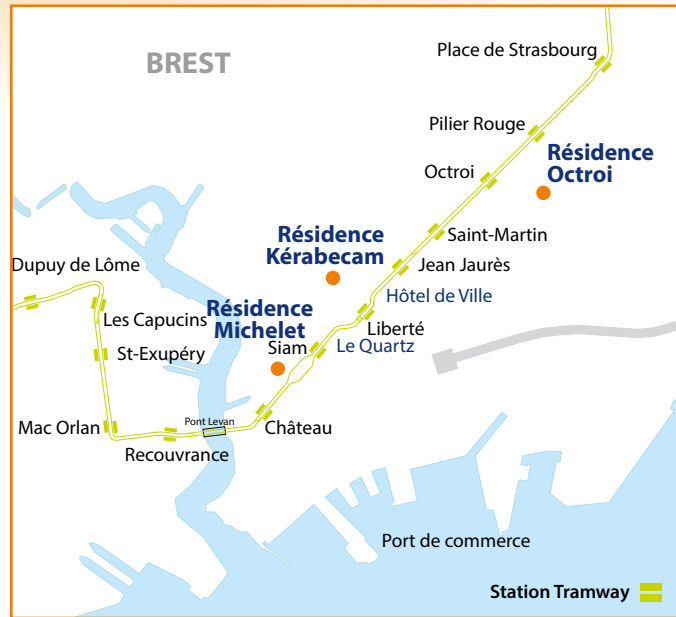 BREST
Place de Strasbourg
Pilier Rouge
Résidence
Octroi
Octroi
Résidence
Kérabecam
Saint-Martin
Jean Jaurès
Dupuy de Lôme
Hôtel de Ville
Résidence
Michelet
Les Capucins
Liberté
Siam
Le Quartz
St-Exupéry
Pont Levan
Mac Orlan
Château
Recouvrance
Port de commerce
Station Tramway